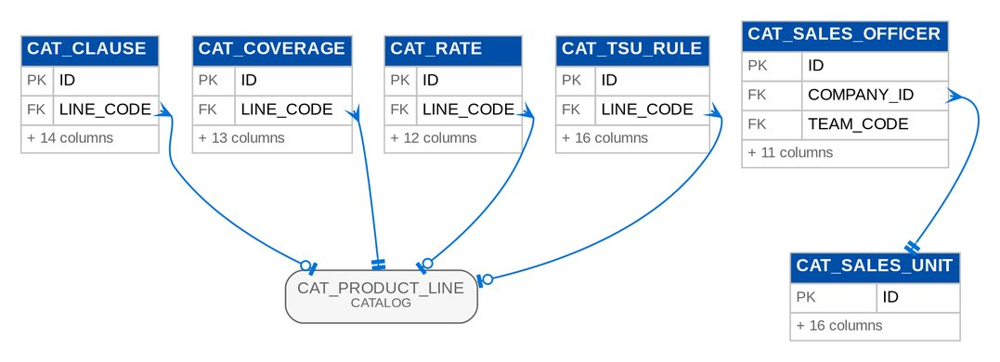 CAT_CLAUSE
PK ID
FK LINE_CODE
+ 14 columns
CAT_COVERAGE
PK ID
FK LINE_CODE
+ 13 columns
CAT_RATE
PK ID
FK LINE_CODE
+ 12 columns
CAT_TSU_RULE
PK ID
FK LINE_CODE
+ 16 columns
CAT_SALES_OFFICER
PK ID
FK COMPANY_ID
FK TEAM_CODE
+ 11 columns
CAT_PRODUCT_LINE
CATALOG
CAT_SALES_UNIT
PK ID
+ 16 columns